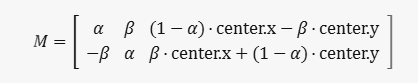 M = [ α β (1 − α) · center.x − β · center.y
−β α β · center.x + (1 − α) · center.y ]